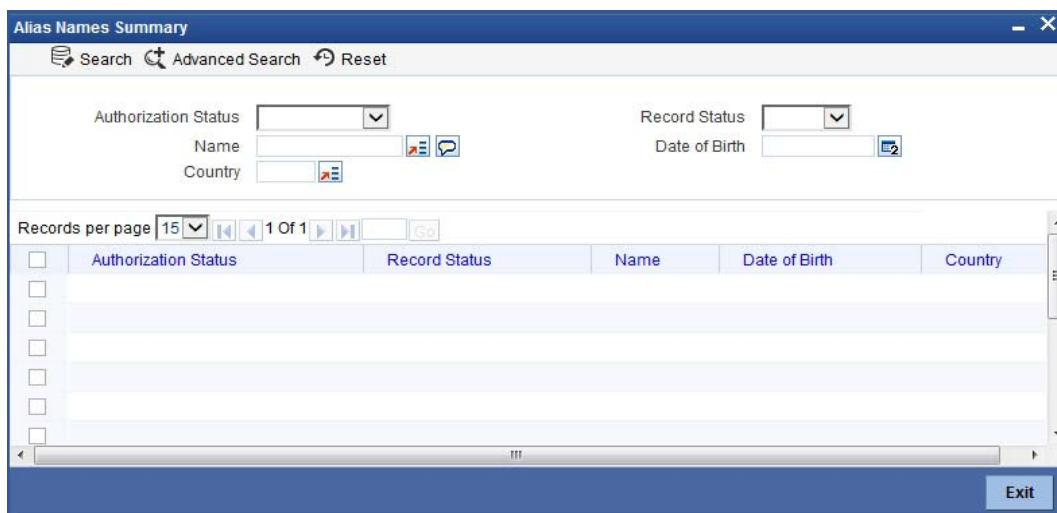 Alias Names Summary
Search Advanced Search Reset
Authorization Status Record Status
Name Date of Birth
Country
Records per page 15 1 Of 1 Go
Authorization Status Record Status Name Date of Birth Country
Exit